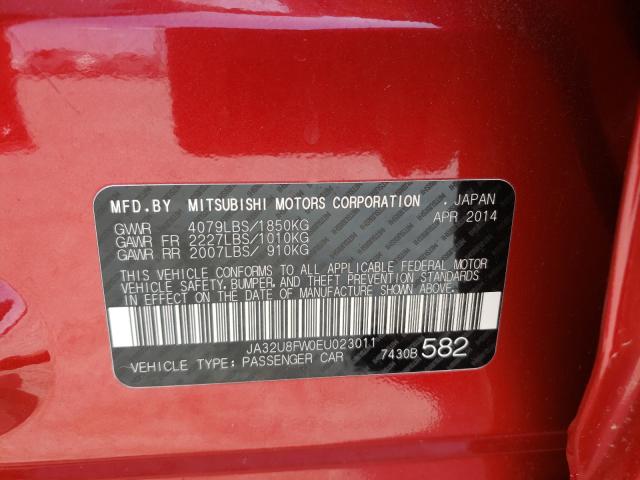 MFD.BY MITSUBISHI MOTORS CORPORATION . JAPAN
APR 2014
GVWR 4079LBS/1850KG
GAWR FR 2227LBS/1010KG
GAWR RR 2007LBS/ 910KG
THIS VEHICLE CONFORMS TO ALL APPLICABLE FEDERAL MOTOR
VEHICLE SAFETY, BUMPER, AND THEFT PREVENTION STANDARDS
IN EFFECT ON THE DATE OF MANUFACTURE SHOWN ABOVE.
JA32U8FW0EU023011
VEHICLE TYPE: PASSENGER CAR 7430B 582